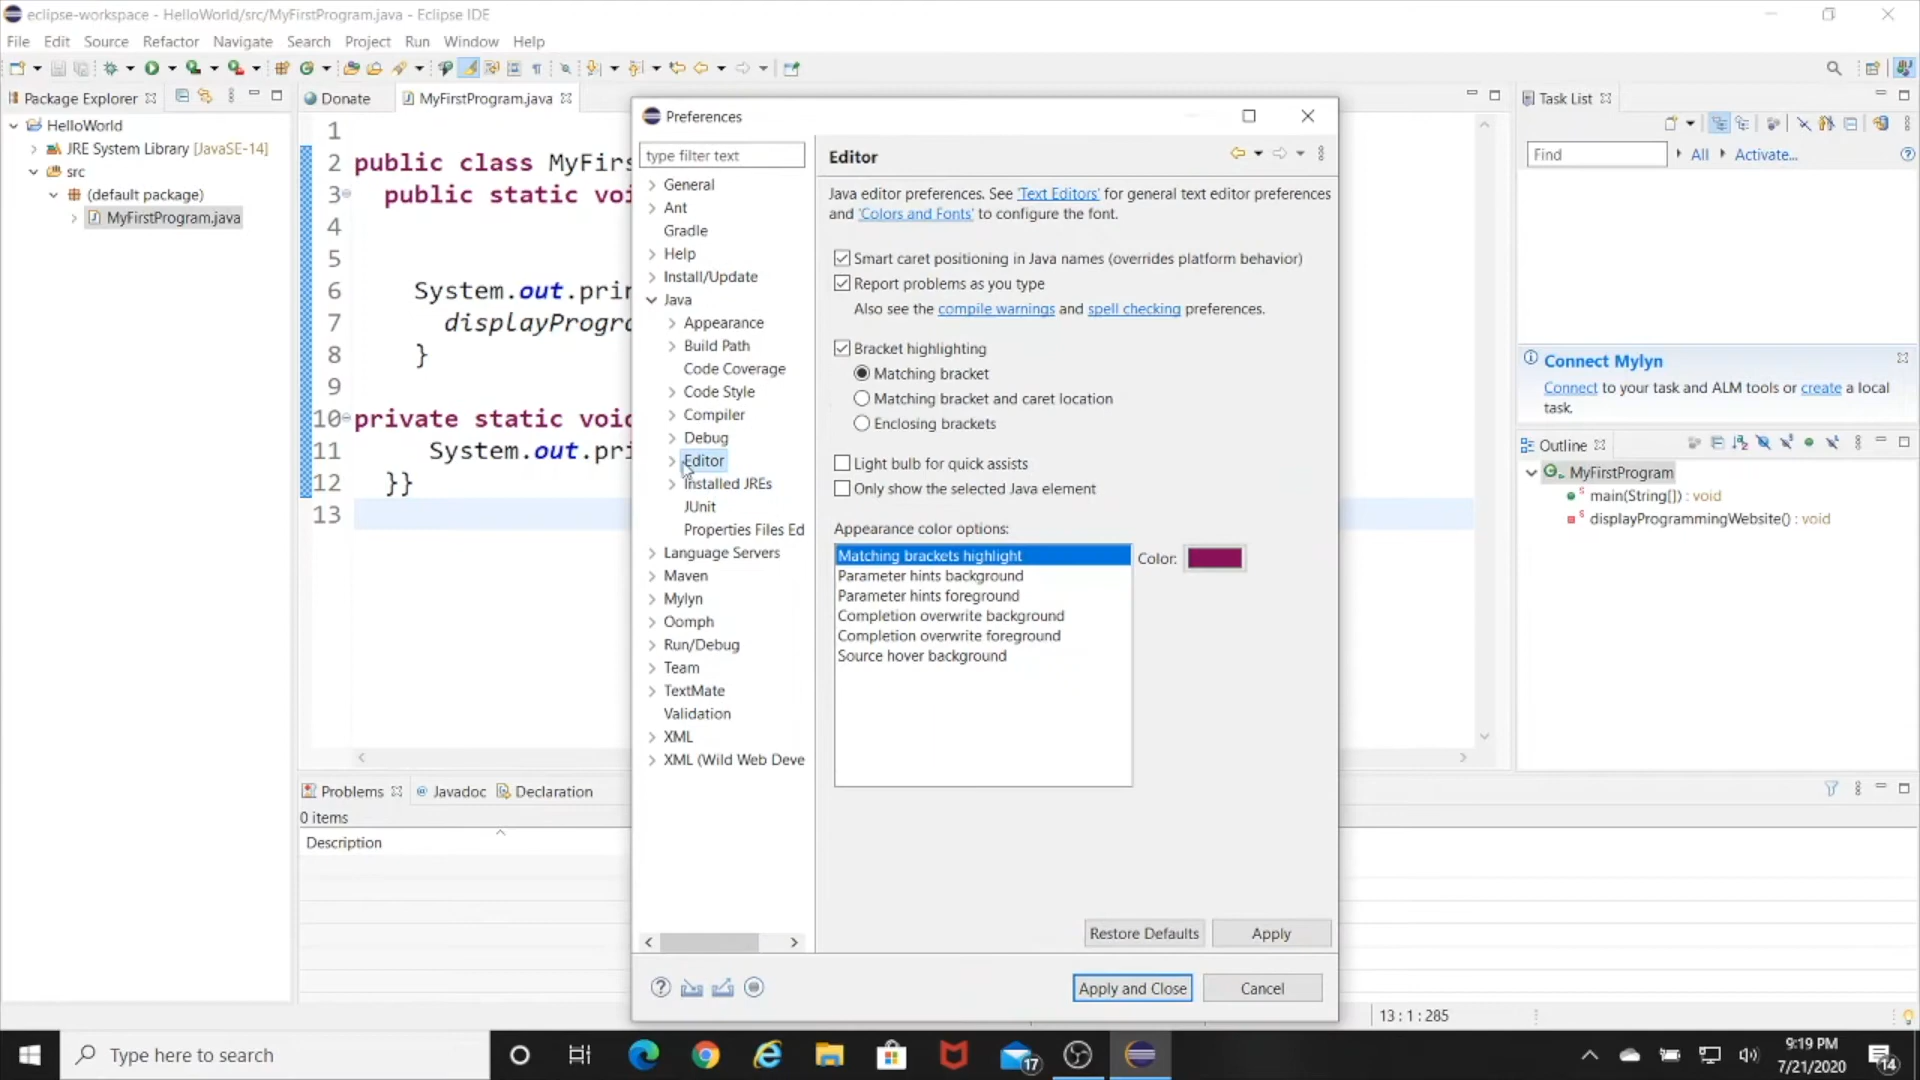 eclipse-workspace - HelloWorld/src/MyFirstProgram.java - Eclipse IDE
File Edit Source Refactor Navigate Search Project Run Window Help
Package Explorer
HelloWorld
JRE System Library [JavaSE-14]
src
(default package)
MyFirstProgram.java
Donate MyFirstProgram.java
1
2 public class MyFirs
3 public static voi
4
5
6 System.out.prin
7 displayProgra
8 }
9
10 private static void
11 System.out.pri
12 }}
13
Preferences
type filter text
General
Ant
Gradle
Help
Install/Update
Java
Appearance
Build Path
Code Coverage
Code Style
Compiler
Debug
Editor
Installed JREs
JUnit
Properties Files Ed
Language Servers
Maven
Mylyn
Oomph
Run/Debug
Team
TextMate
Validation
XML
XML (Wild Web Deve
Editor
Java editor preferences. See 'Text Editors' for general text editor preferences
and 'Colors and Fonts' to configure the font.
Smart caret positioning in Java names (overrides platform behavior)
Report problems as you type
Also see the compile warnings and spell checking preferences.
Bracket highlighting
Matching bracket
Matching bracket and caret location
Enclosing brackets
Light bulb for quick assists
Only show the selected Java element
Appearance color options:
Matching brackets highlight
Parameter hints background
Parameter hints foreground
Completion overwrite background
Completion overwrite foreground
Source hover background
Color:
Restore Defaults Apply
Apply and Close Cancel
Task List
Find All Activate...
Connect Mylyn
Connect to your task and ALM tools or create a local
task.
Outline
MyFirstProgram
main(String[]) : void
displayProgrammingWebsite() : void
Problems Javadoc Declaration
0 items
Description
13 : 1 : 285
Type here to search
17
9:19 PM
7/21/2020
14